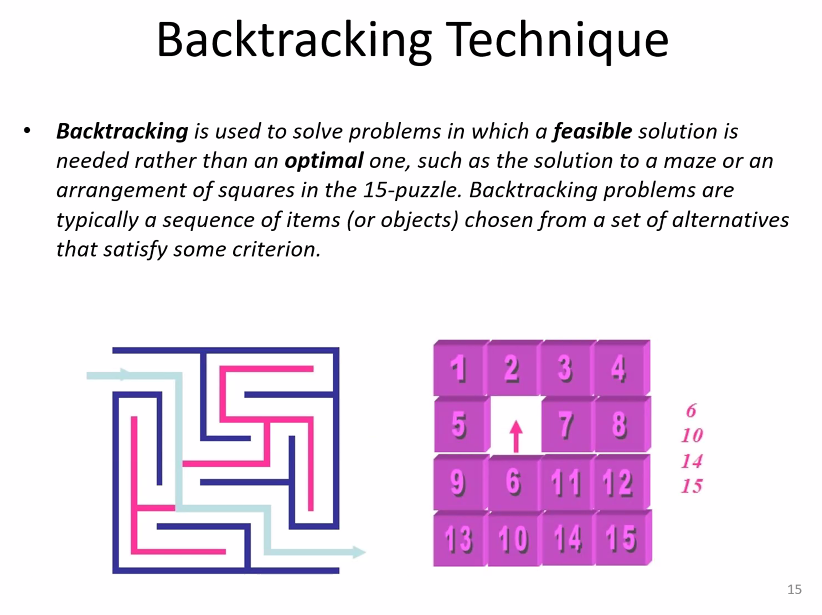 Backtracking Technique
• Backtracking is used to solve problems in which a feasible solution is
needed rather than an optimal one, such as the solution to a maze or an
arrangement of squares in the 15-puzzle. Backtracking problems are
typically a sequence of items (or objects) chosen from a set of alternatives
that satisfy some criterion.
1 2 3 4
5 7 8
9 6 11 12
13 10 14 15
6
10
14
15
15